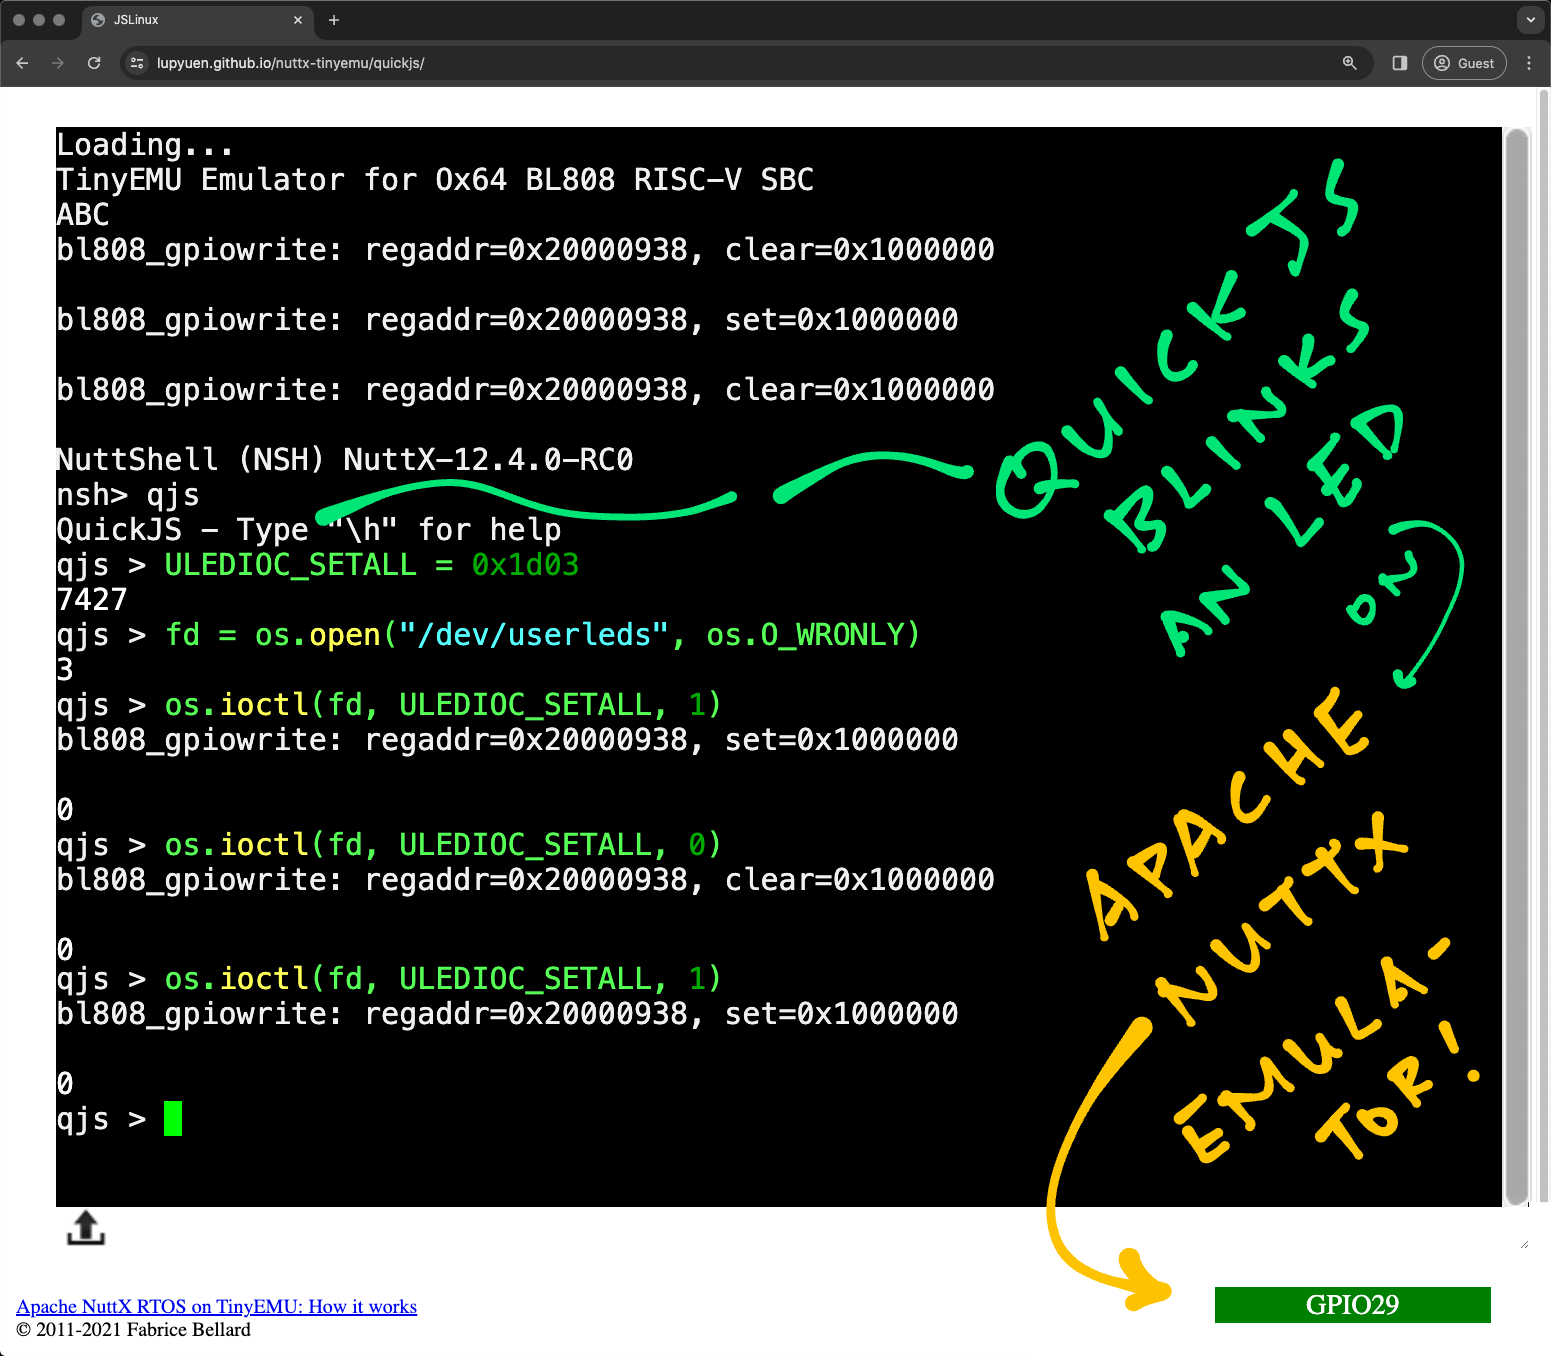 JSLinux
lupyuen.github.io/nuttx-tinyemu/quickjs/
Guest
Loading...
TinyEMU Emulator for Ox64 BL808 RISC-V SBC
ABC
bl808_gpiowrite: regaddr=0x20000938, clear=0x1000000
bl808_gpiowrite: regaddr=0x20000938, set=0x1000000
bl808_gpiowrite: regaddr=0x20000938, clear=0x1000000
NuttShell (NSH) NuttX-12.4.0-RC0
nsh> qjs
QuickJS - Type "\h" for help
qjs > ULEDIOC_SETALL = 0x1d03
7427
qjs > fd = os.open("/dev/userleds", os.O_WRONLY)
3
qjs > os.ioctl(fd, ULEDIOC_SETALL, 1)
bl808_gpiowrite: regaddr=0x20000938, set=0x1000000
0
qjs > os.ioctl(fd, ULEDIOC_SETALL, 0)
bl808_gpiowrite: regaddr=0x20000938, clear=0x1000000
0
qjs > os.ioctl(fd, ULEDIOC_SETALL, 1)
bl808_gpiowrite: regaddr=0x20000938, set=0x1000000
0
qjs >
QUICKJS
BLINKS
AN LED
ON
APACHE
NUTTX
EMULA-
TOR!
GPIO29
Apache NuttX RTOS on TinyEMU: How it works
© 2011-2021 Fabrice Bellard